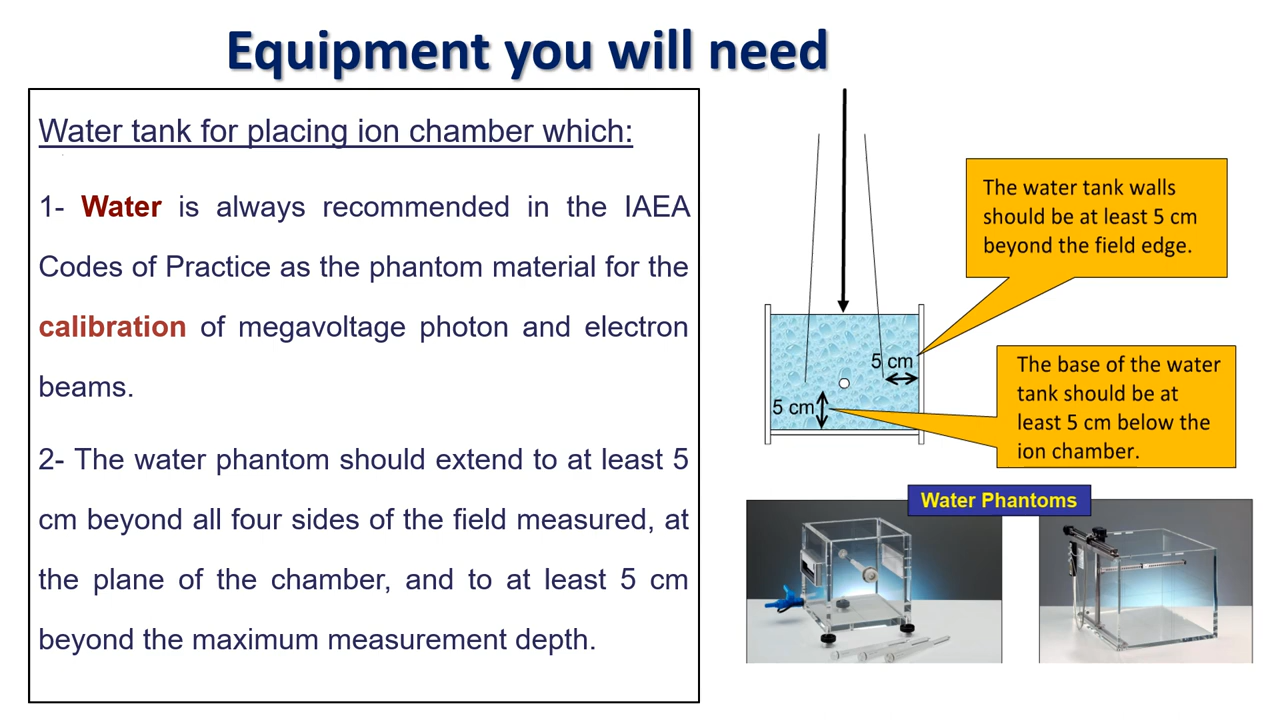 Equipment you will need
Water tank for placing ion chamber which:
1- Water is always recommended in the IAEA
Codes of Practice as the phantom material for the
calibration of megavoltage photon and electron
beams.
2- The water phantom should extend to at least 5
cm beyond all four sides of the field measured, at
the plane of the chamber, and to at least 5 cm
beyond the maximum measurement depth.
The water tank walls
should be at least 5 cm
beyond the field edge.
5 cm
5 cm
The base of the water
tank should be at
least 5 cm below the
ion chamber.
Water Phantoms